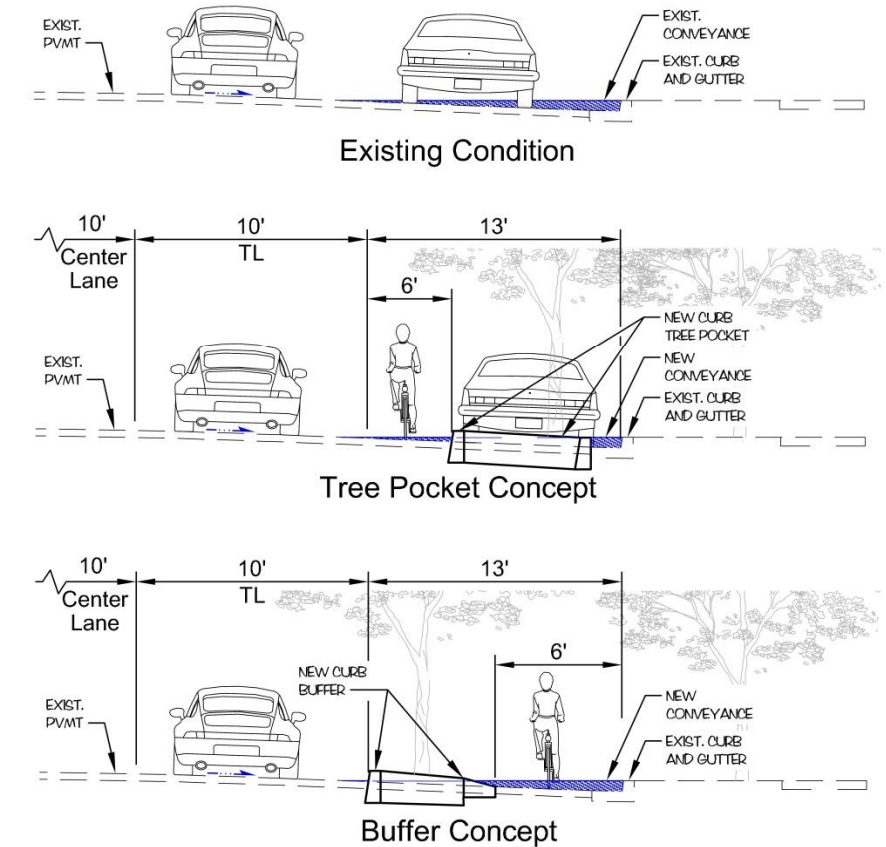 EXIST.
PVMT
EXIST.
CONVEYANCE
EXIST. CURB
AND GUTTER
Existing Condition
10'
Center
Lane
10'
TL
13'
6'
EXIST.
PVMT
NEW CURB
TREE POCKET
NEW
CONVEYANCE
EXIST. CURB
AND GUTTER
Tree Pocket Concept
10'
Center
Lane
10'
TL
13'
6'
NEW CURB
BUFFER
EXIST.
PVMT
NEW
CONVEYANCE
EXIST. CURB
AND GUTTER
Buffer Concept